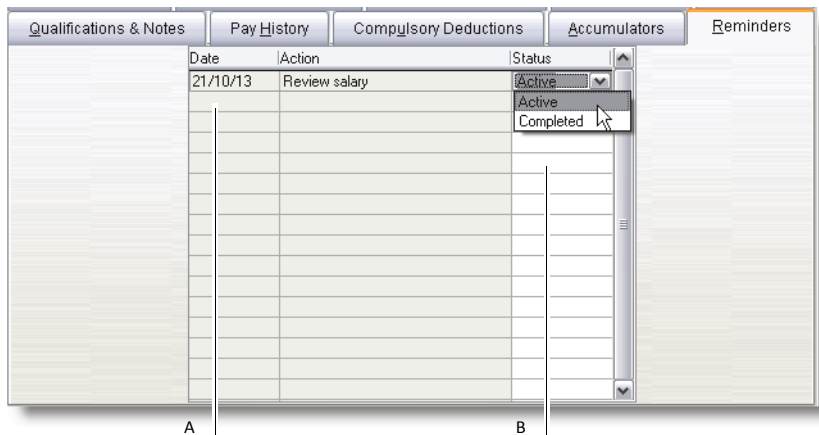 Qualifications & Notes Pay History Compulsory Deductions Accumulators Reminders
Date Action Status
21/10/13 Review salary Active
Active
Completed
A B